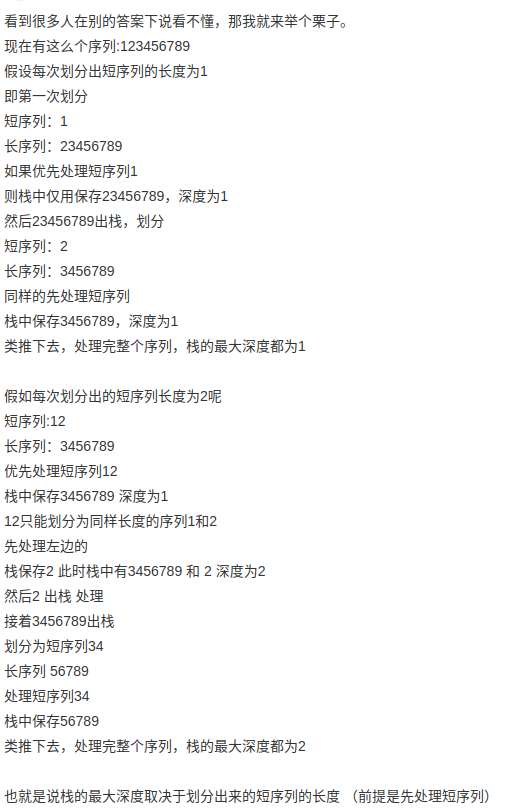 看到很多人在别的答案下说看不懂，那我就来举个栗子。
现在有这么个序列:123456789
假设每次划分出短序列的长度为1
即第一次划分
短序列：1
长序列：23456789
如果优先处理短序列1
则栈中仅用保存23456789，深度为1
然后23456789出栈，划分
短序列：2
长序列：3456789
同样的先处理短序列
栈中保存3456789，深度为1
类推下去，处理完整个序列，栈的最大深度都为1
假如每次划分出的短序列长度为2呢
短序列:12
长序列：3456789
优先处理短序列12
栈中保存3456789 深度为1
12只能划分为同样长度的序列1和2
先处理左边的
栈保存2 此时栈中有3456789 和 2 深度为2
然后2 出栈 处理
接着3456789出栈
划分为短序列34
长序列 56789
处理短序列34
栈中保存56789
类推下去，处理完整个序列，栈的最大深度都为2
也就是说栈的最大深度取决于划分出来的短序列的长度 （前提是先处理短序列）